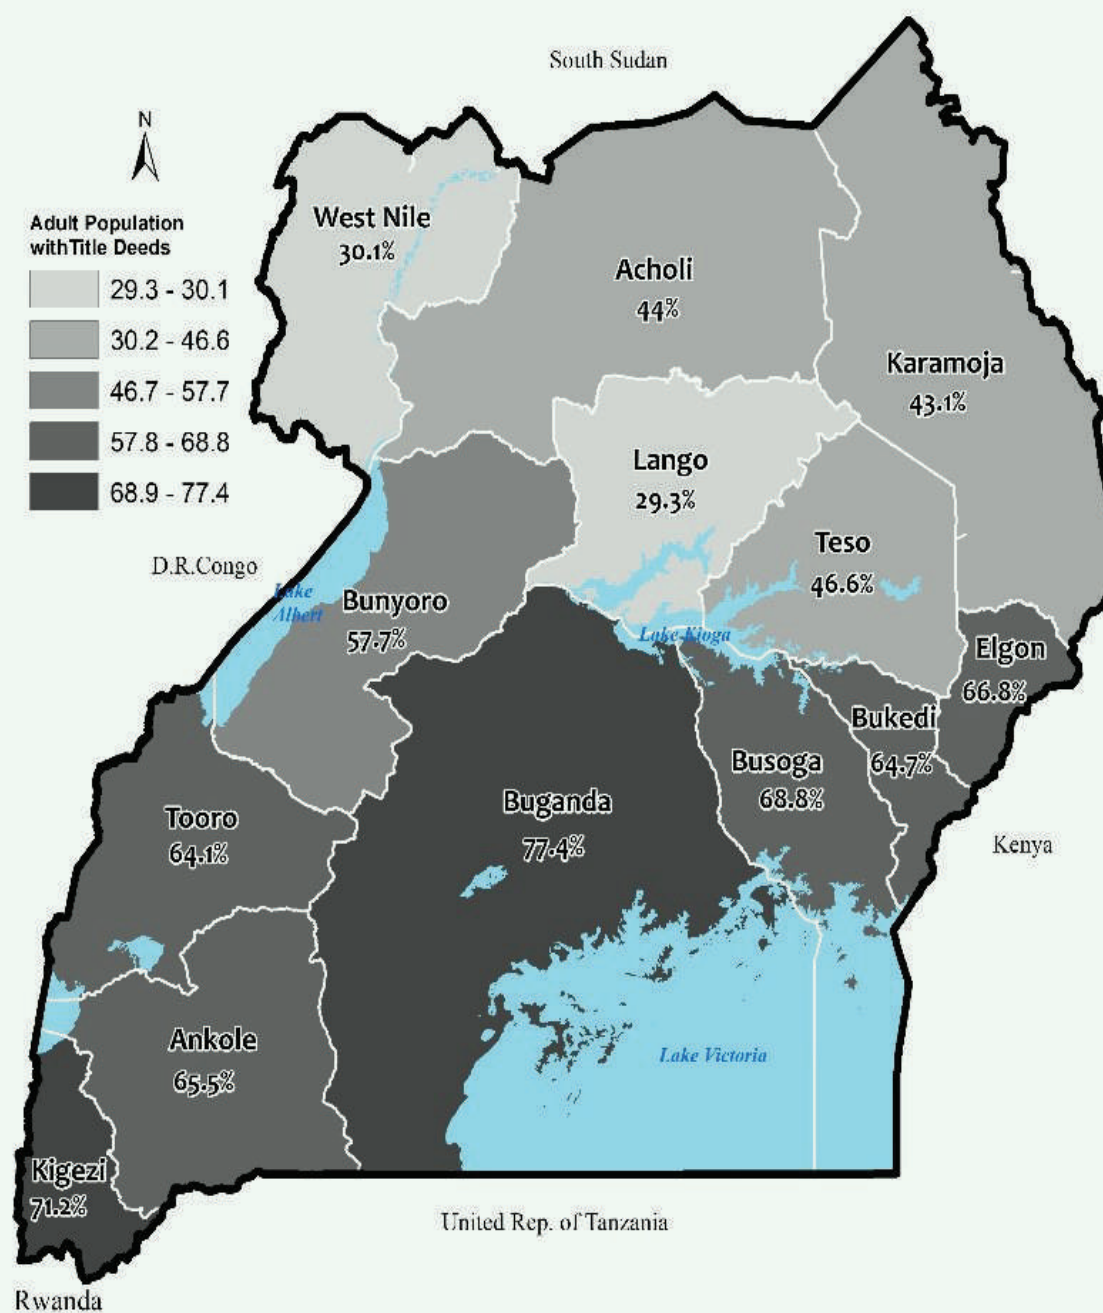 South Sudan
N
Adult Population
withTitle Deeds
29.3 - 30.1
30.2 - 46.6
46.7 - 57.7
57.8 - 68.8
68.9 - 77.4
West Nile
30.1%
Acholi
44%
Karamoja
43.1%
Lango
29.3%
Teso
46.6%
D.R.Congo
Lake
Albert
Bunyoro
57.7%
Lake Kioga
Elgon
66.8%
Bukedi
64.7%
Busoga
68.8%
Buganda
77.4%
Tooro
64.1%
Kenya
Ankole
65.5%
Lake Victoria
Kigezi
71.2%
United Rep. of Tanzania
Rwanda